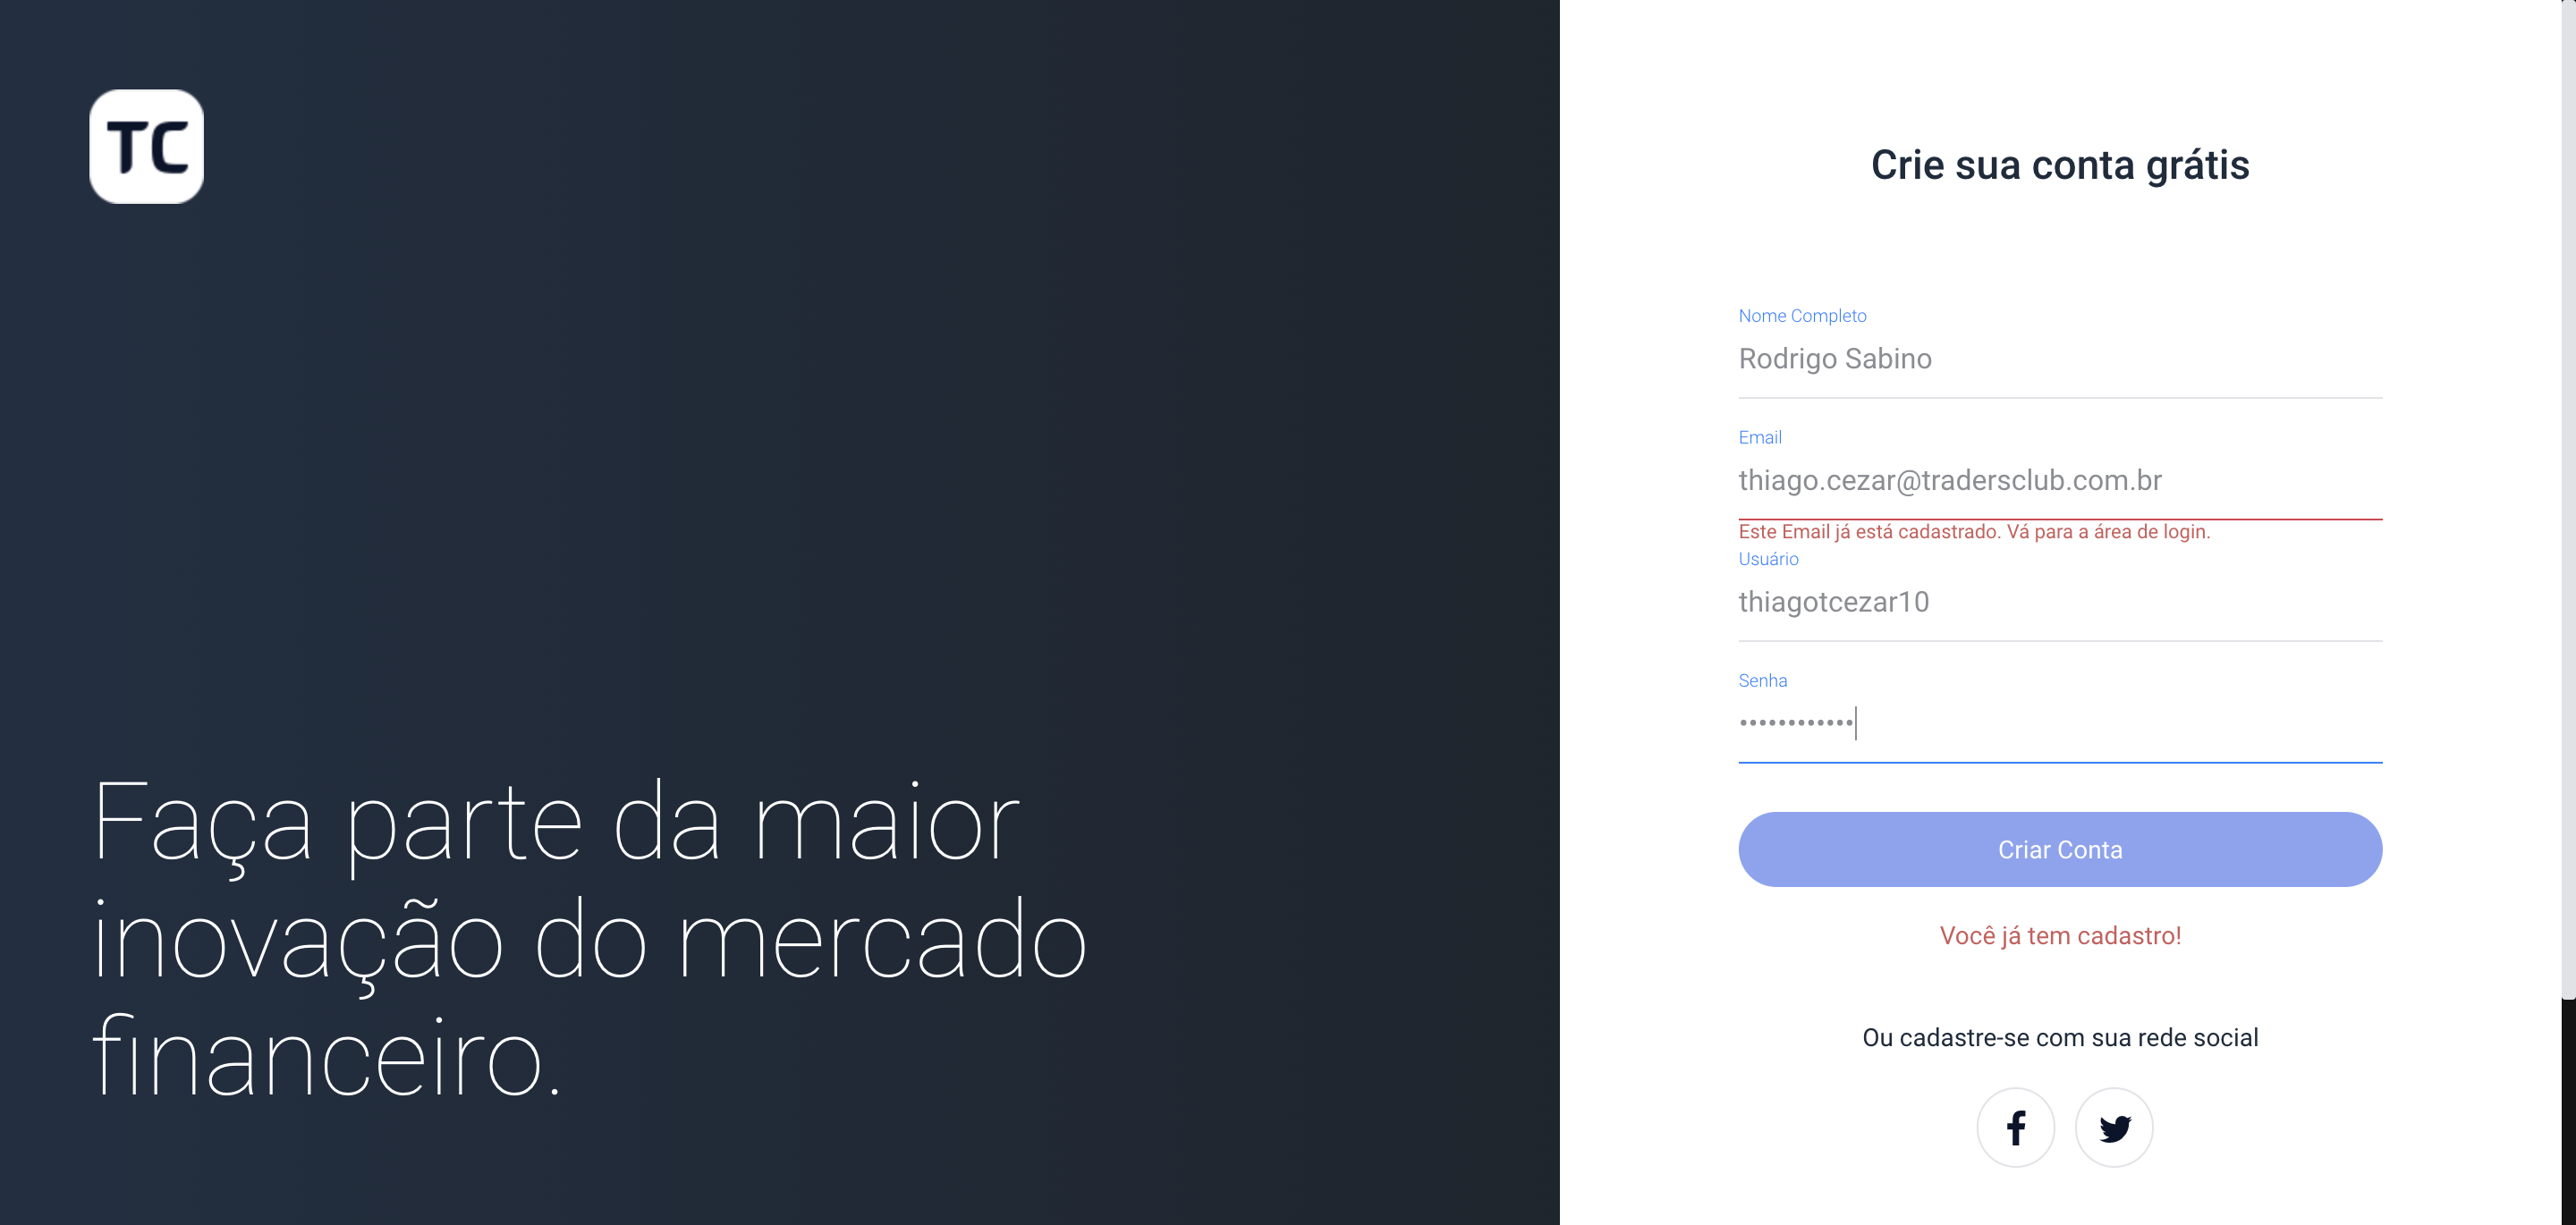 TC
Faça parte da maior
inovação do mercado
financeiro.
Crie sua conta grátis
Nome Completo
Rodrigo Sabino
Email
thiago.cezar@tradersclub.com.br
Este Email já está cadastrado. Vá para a área de login.
Usuário
thiagotcezar10
Senha
••••••••••••
Criar Conta
Você já tem cadastro!
Ou cadastre-se com sua rede social